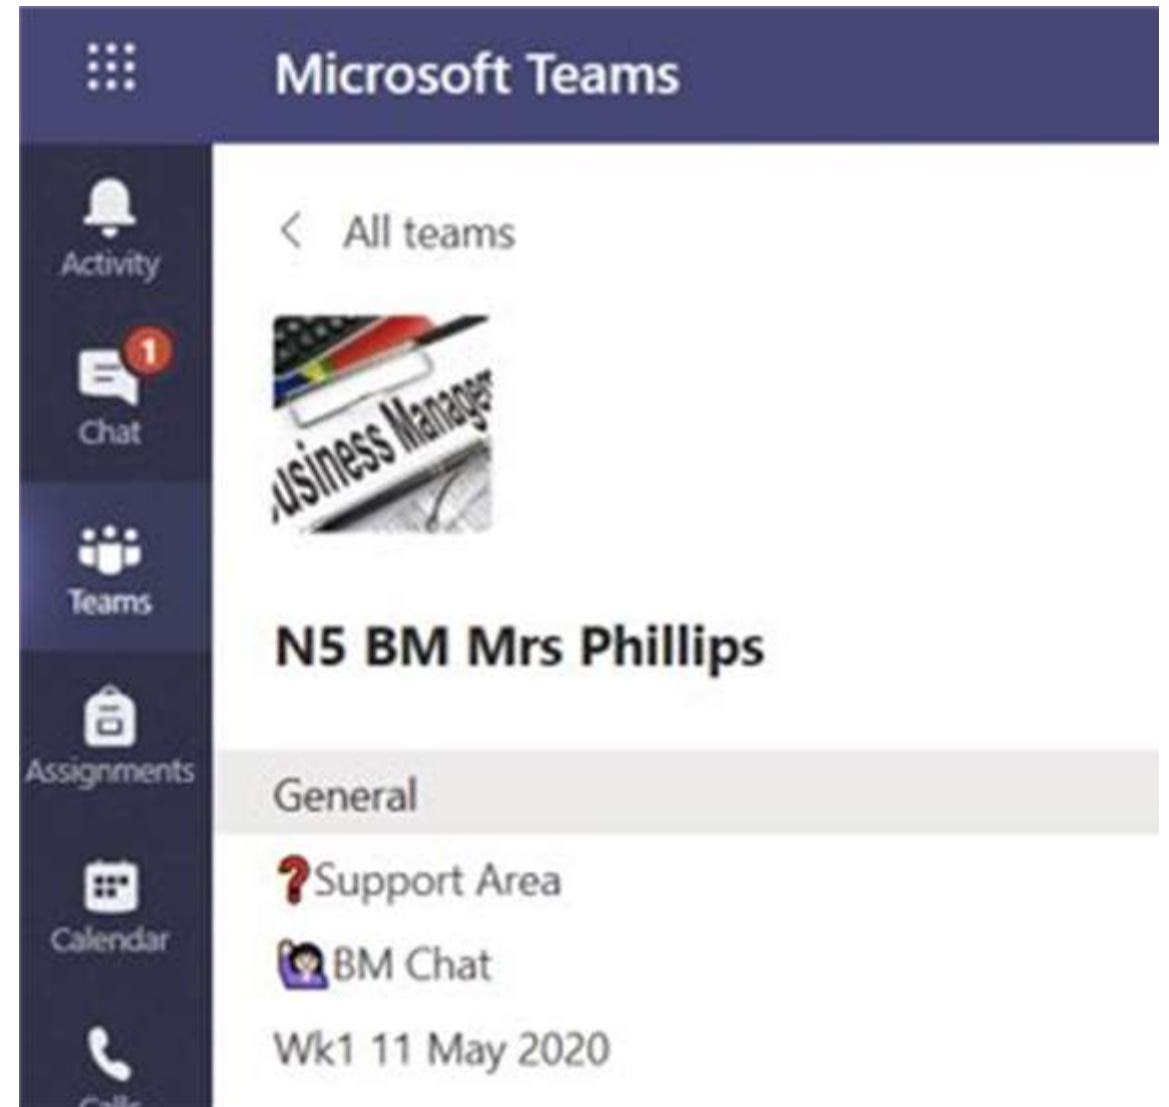 Microsoft Teams
Activity
1
Chat
Teams
Assignments
Calendar
Calls
All teams
usiness Manage
N5 BM Mrs Phillips
General
❓Support Area
🙋🏻‍♀️BM Chat
Wk1 11 May 2020